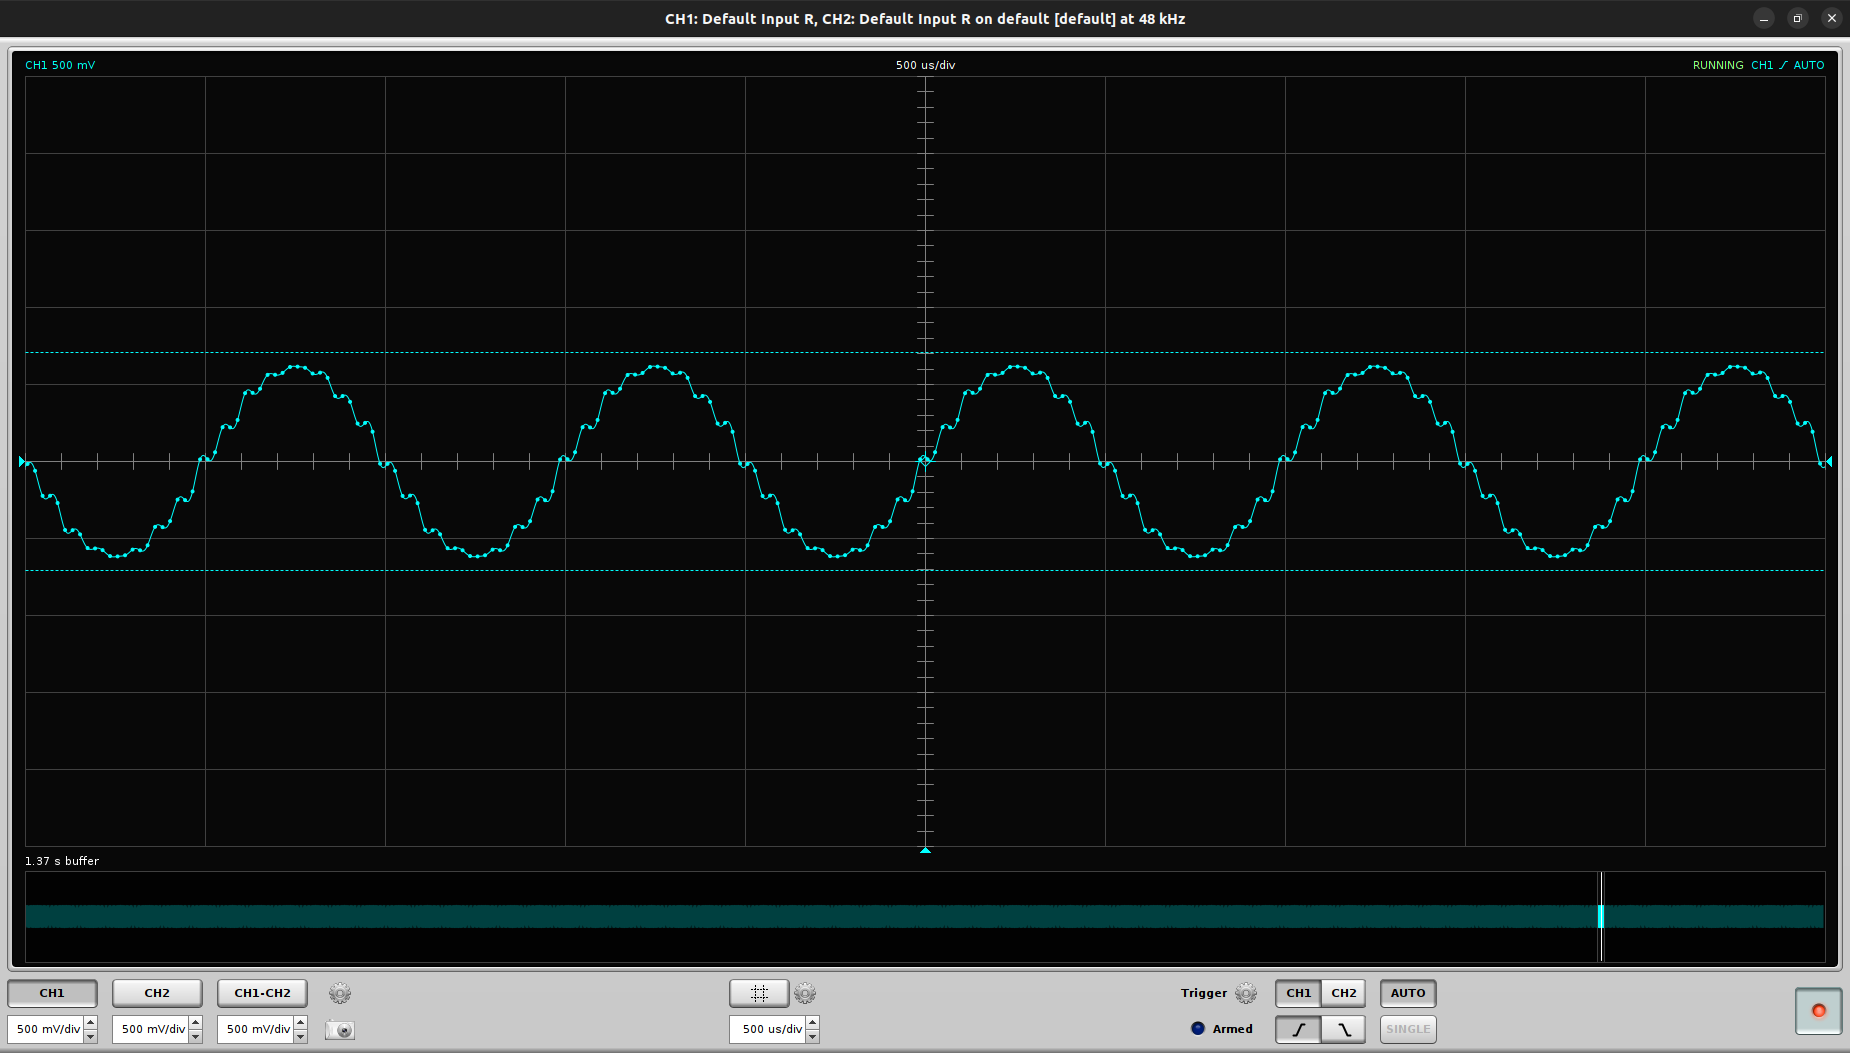 CH1: Default Input R, CH2: Default Input R on default [default] at 48 kHz
CH1 500 mV
500 us/div
RUNNING CH1 AUTO
1.37 s buffer
CH1 CH2 CH1-CH2
Trigger CH1 CH2 AUTO
500 mV/div 500 mV/div 500 mV/div
500 us/div
Armed SINGLE